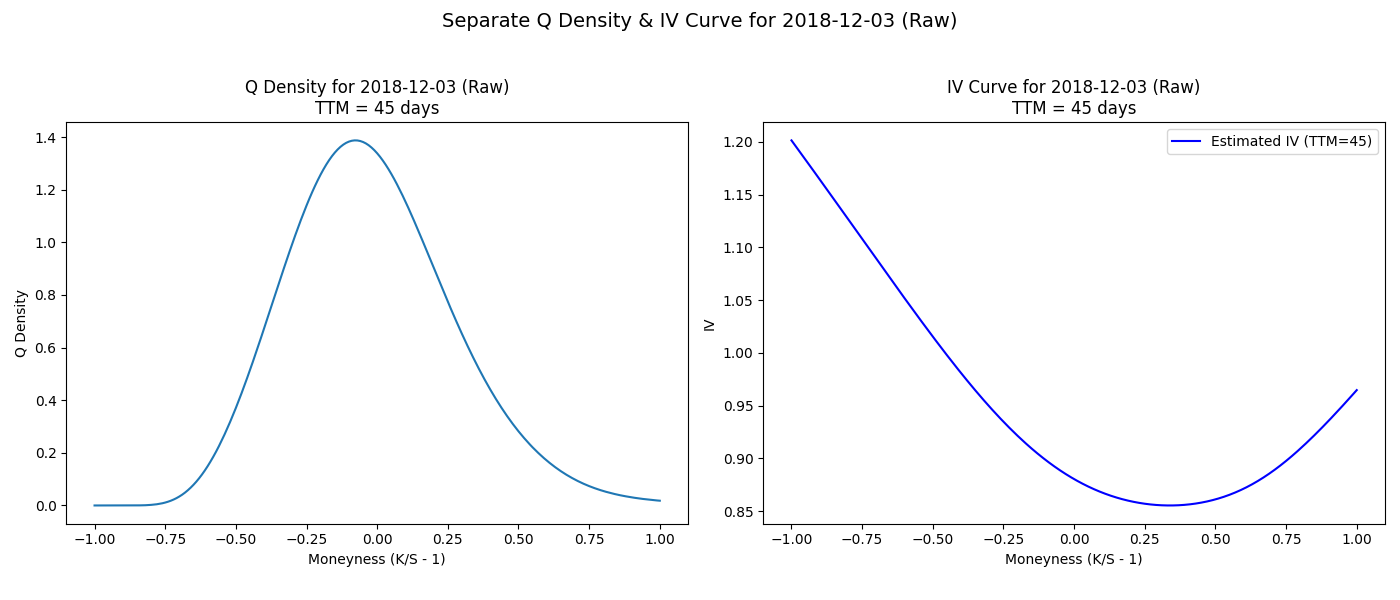 Separate Q Density & IV Curve for 2018-12-03 (Raw)
Q Density for 2018-12-03 (Raw)
TTM = 45 days
1.4
1.2
1.0
0.8
0.6
0.4
0.2
0.0
Q Density
−1.00 −0.75 −0.50 −0.25 0.00 0.25 0.50 0.75 1.00
Moneyness (K/S - 1)
IV Curve for 2018-12-03 (Raw)
TTM = 45 days
Estimated IV (TTM=45)
1.20
1.15
1.10
1.05
1.00
0.95
0.90
0.85
IV
−1.00 −0.75 −0.50 −0.25 0.00 0.25 0.50 0.75 1.00
Moneyness (K/S - 1)